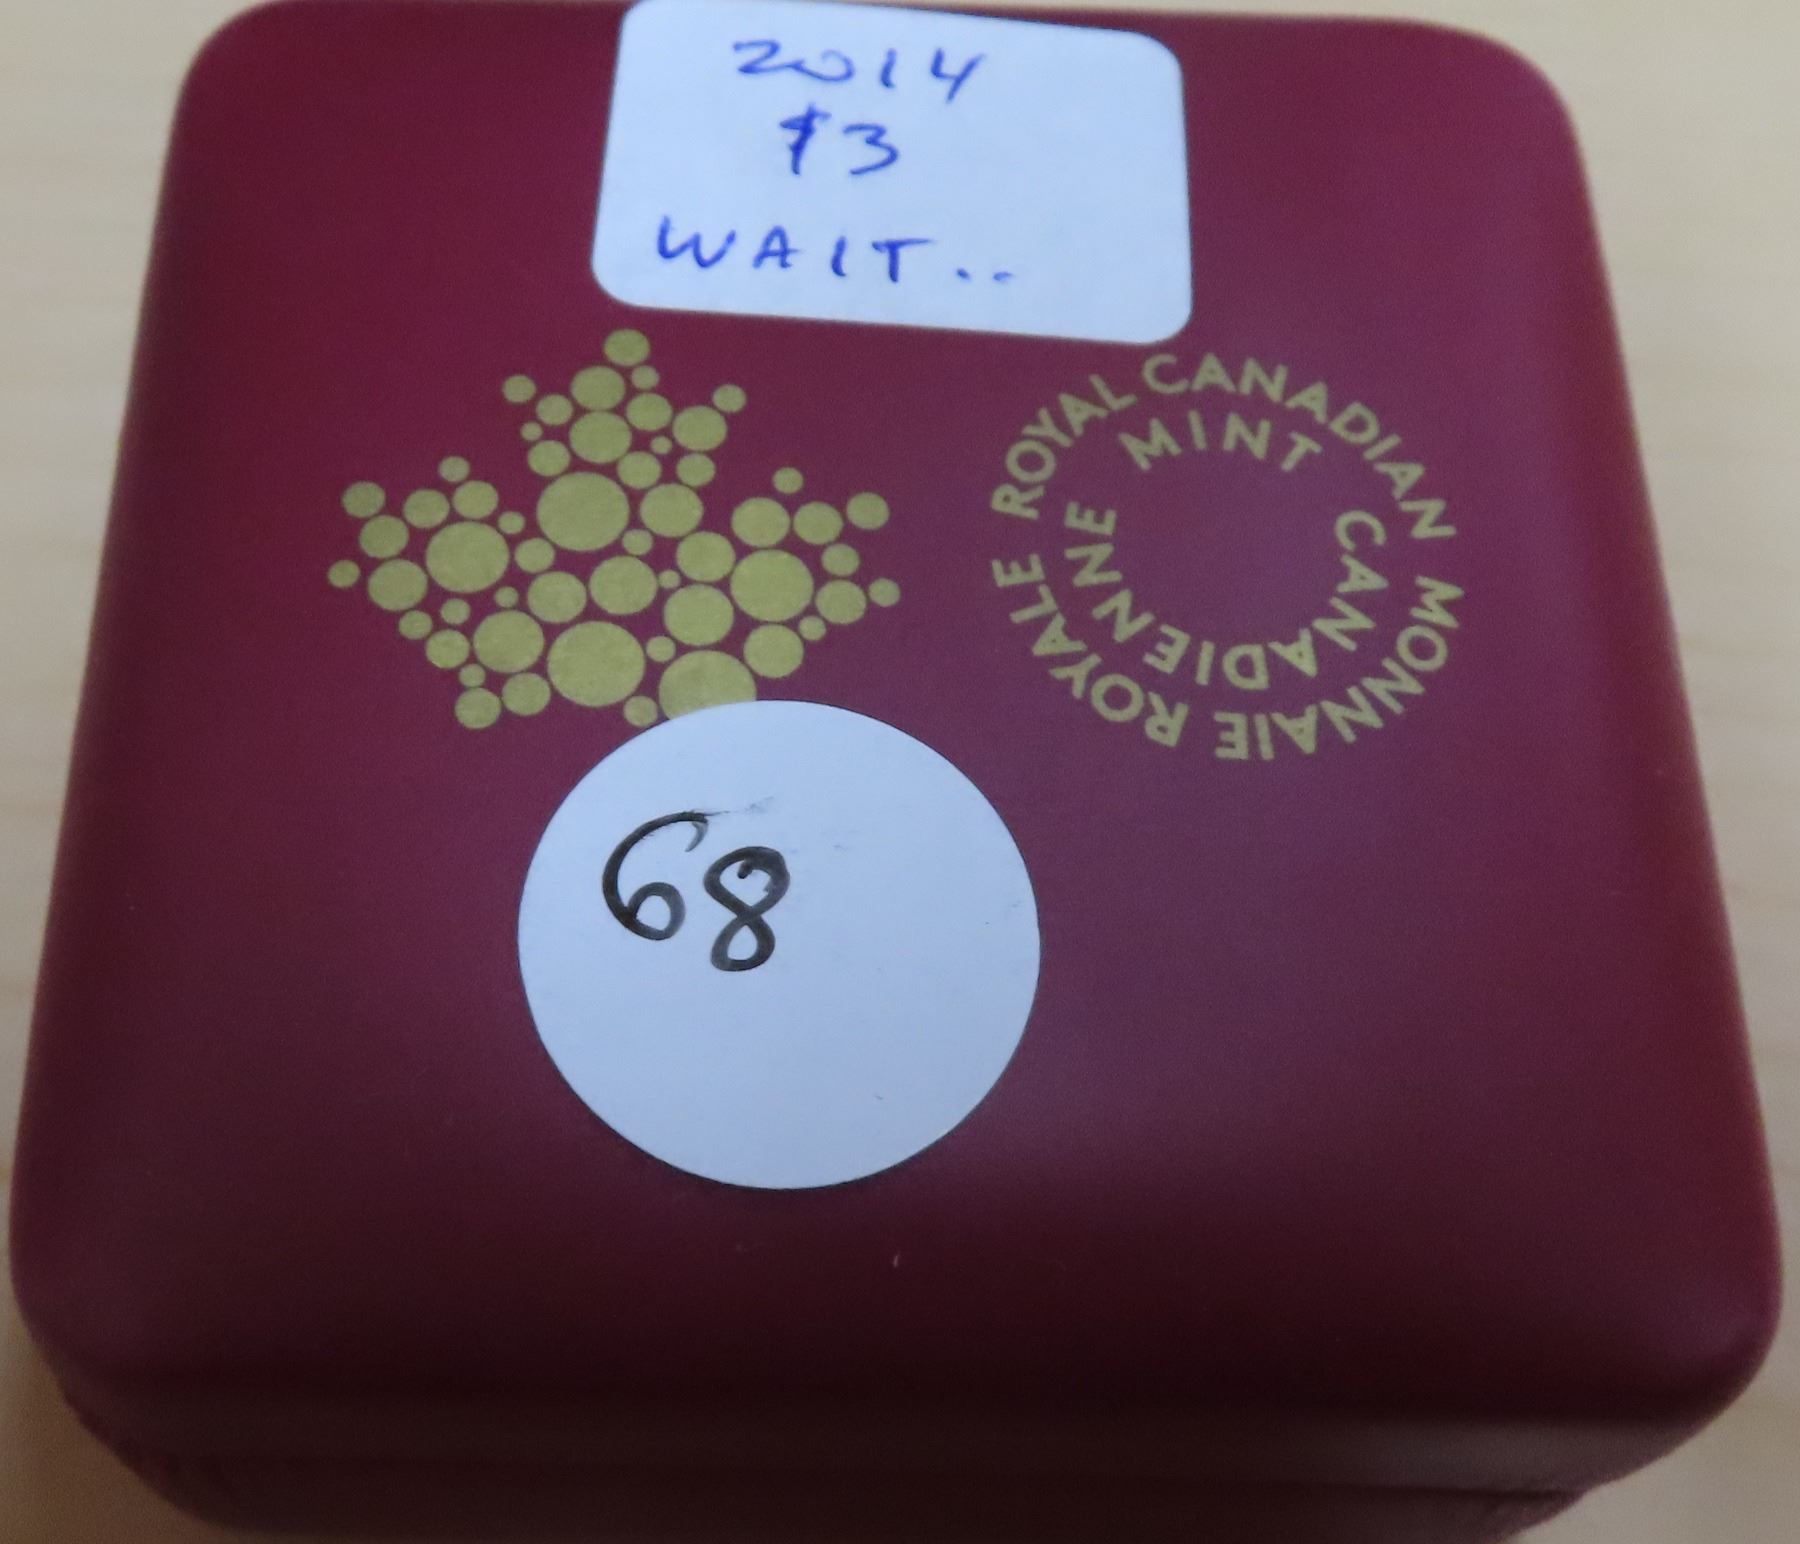 2014
$3
WAIT..
ROYAL CANADIAN
MINT
MONNAIE ROYALE
CANADIENNE
68